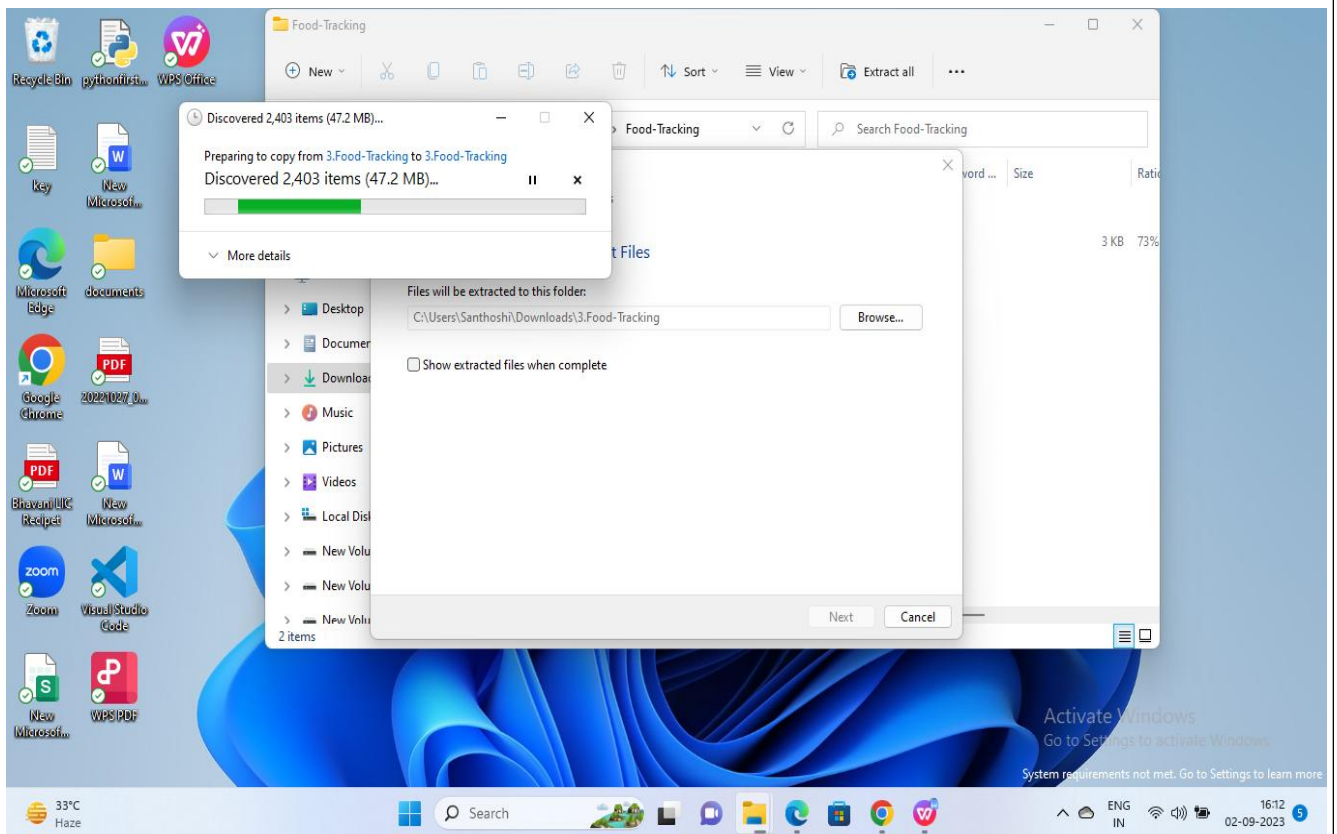 Recycle Bin
pythonfirst...
WPS Office
key
New Microsof...
Microsoft Edge
documents
Google Chrome
PDF
20221027_0...
PDF
Bhavani LIC Recipet
New Microsof...
zoom
Zoom
Visual Studio Code
New Microsof...
WPS PDF
Food-Tracking
New
Sort
View
Extract all
...
Food-Tracking
Search Food-Tracking
word ...
Size
Ratio
3 KB
73%
Discovered 2,403 items (47.2 MB)...
Preparing to copy from 3.Food-Tracking to 3.Food-Tracking
Discovered 2,403 items (47.2 MB)...
More details
t Files
Files will be extracted to this folder:
C:\Users\Santhoshi\Downloads\3.Food-Tracking
Browse...
Show extracted files when complete
Next
Cancel
Desktop
Documen
Download
Music
Pictures
Videos
Local Disk
New Volu
New Volu
New Volu
2 items
Activate Windows
Go to Settings to activate Windows.
System requirements not met. Go to Settings to learn more
33°C
Haze
Search
ENG
IN
16:12
02-09-2023
5